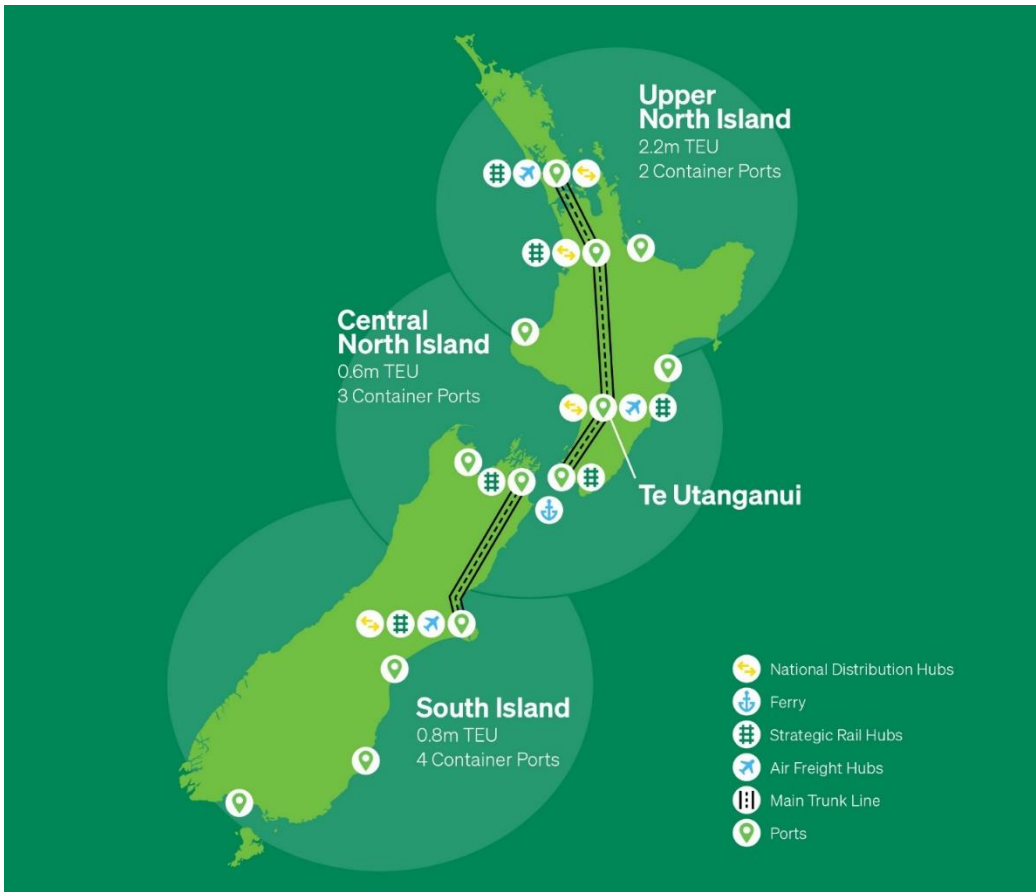 Upper
North Island
2.2m TEU
2 Container Ports
Central
North Island
0.6m TEU
3 Container Ports
Te Utanganui
South Island
0.8m TEU
4 Container Ports
National Distribution Hubs
Ferry
Strategic Rail Hubs
Air Freight Hubs
Main Trunk Line
Ports